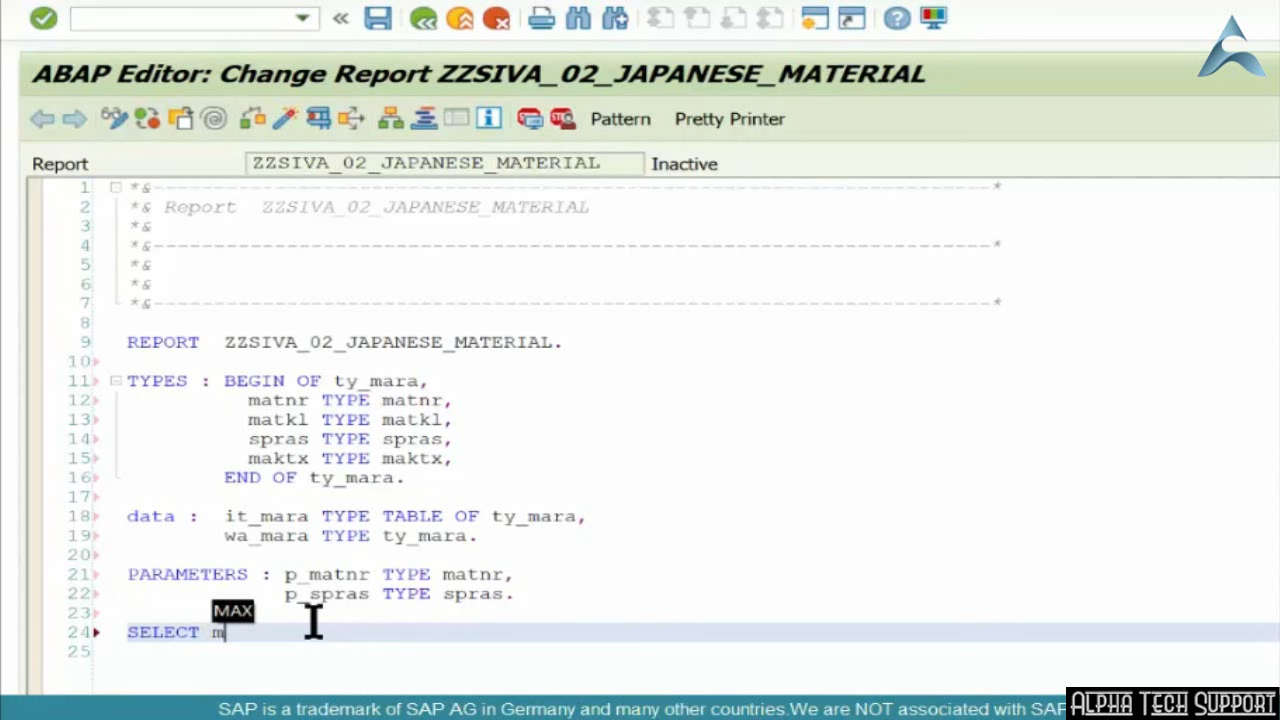 ABAP Editor: Change Report ZZSIVA_02_JAPANESE_MATERIAL
Pattern Pretty Printer
Report ZZSIVA_02_JAPANESE_MATERIAL Inactive
1 *&---------------------------------------------------------------------*
2 *& Report  ZZSIVA_02_JAPANESE_MATERIAL
3 *&
4 *&---------------------------------------------------------------------*
5 *&
6 *&
7 *&---------------------------------------------------------------------*
8
9 REPORT  ZZSIVA_02_JAPANESE_MATERIAL.
10
11 TYPES : BEGIN OF ty_mara,
12 matnr TYPE matnr,
13 matkl TYPE matkl,
14 spras TYPE spras,
15 maktx TYPE maktx,
16 END OF ty_mara.
17
18 data :  it_mara TYPE TABLE OF ty_mara,
19 wa_mara TYPE ty_mara.
20
21 PARAMETERS : p_matnr TYPE matnr,
22 p_spras TYPE spras.
23 MAX
24 SELECT m
25
SAP is a trademark of SAP AG in Germany and many other countries.We are NOT associated with SAP
ALPHA TECH SUPPORT